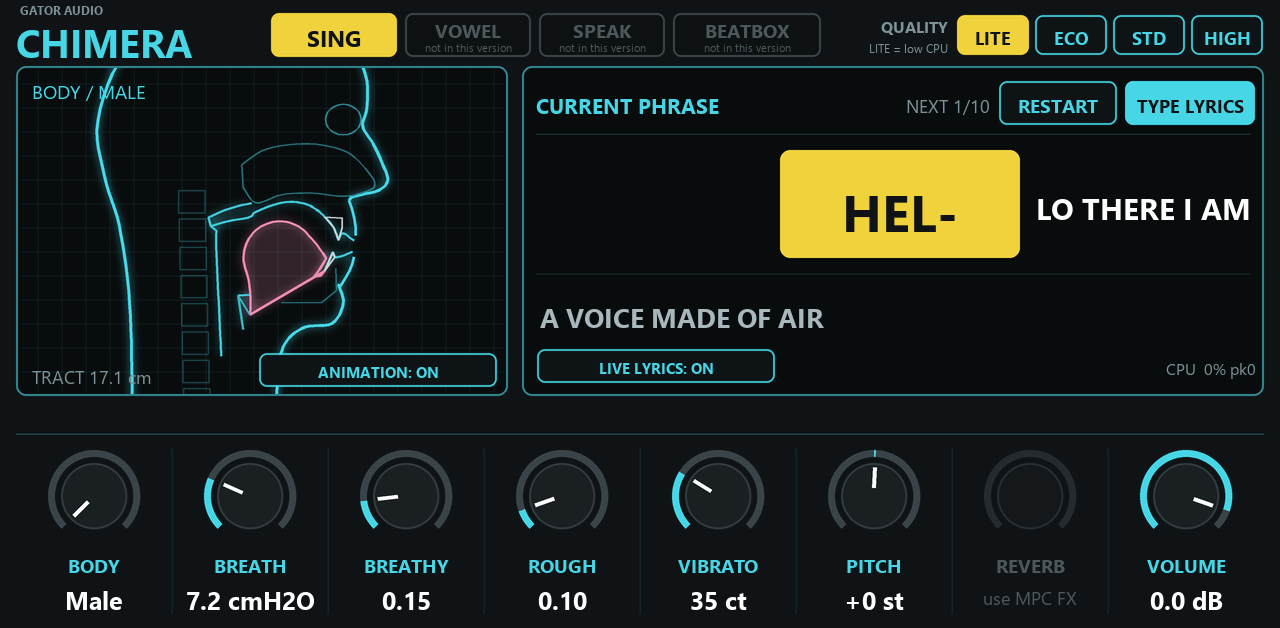 GATOR AUDIO
CHIMERA
SING
VOWEL
not in this version
SPEAK
not in this version
BEATBOX
not in this version
QUALITY
LITE = low CPU
LITE
ECO
STD
HIGH
BODY / MALE
TRACT 17.1 cm
ANIMATION: ON
CURRENT PHRASE
NEXT 1/10
RESTART
TYPE LYRICS
HEL-
LO THERE I AM
A VOICE MADE OF AIR
LIVE LYRICS: ON
CPU 0% pk0
BODY
Male
BREATH
7.2 cmH2O
BREATHY
0.15
ROUGH
0.10
VIBRATO
35 ct
PITCH
+0 st
REVERB
use MPC FX
VOLUME
0.0 dB